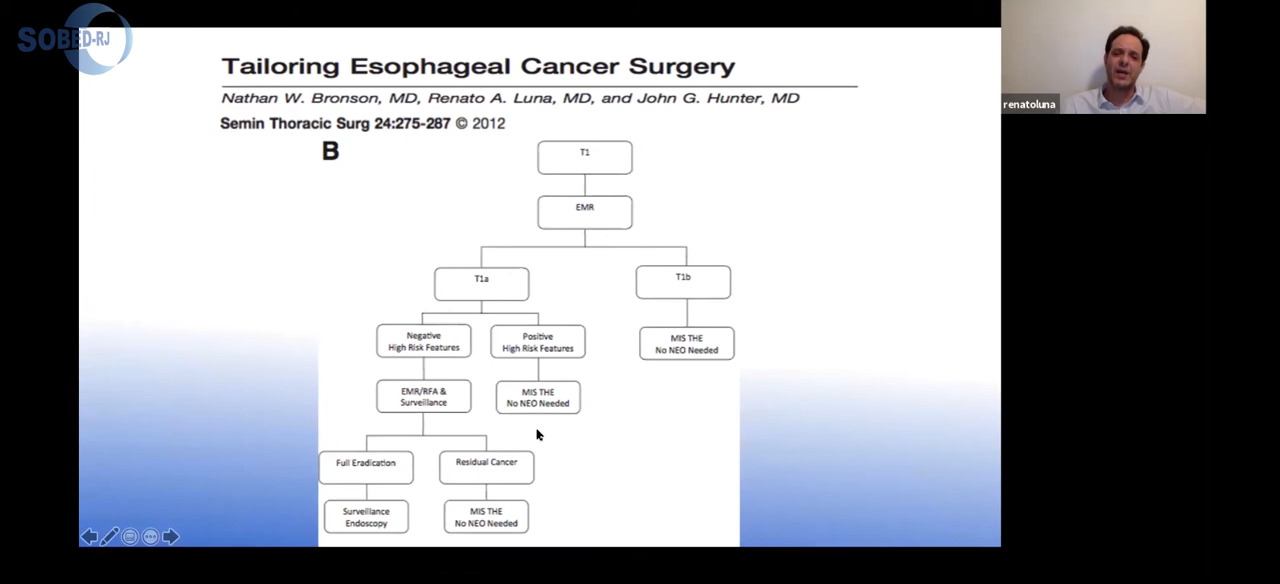 SOBED-RJ
renatoluna
Tailoring Esophageal Cancer Surgery
Nathan W. Bronson, MD, Renato A. Luna, MD, and John G. Hunter, MD
Semin Thoracic Surg 24:275-287 © 2012
B
T1
EMR
T1a
T1b
Negative
High Risk Features
Positive
High Risk Features
MIS THE
No NEO Needed
EMR/RFA &
Surveillance
MIS THE
No NEO Needed
Full Eradication
Residual Cancer
Surveillance
Endoscopy
MIS THE
No NEO Needed